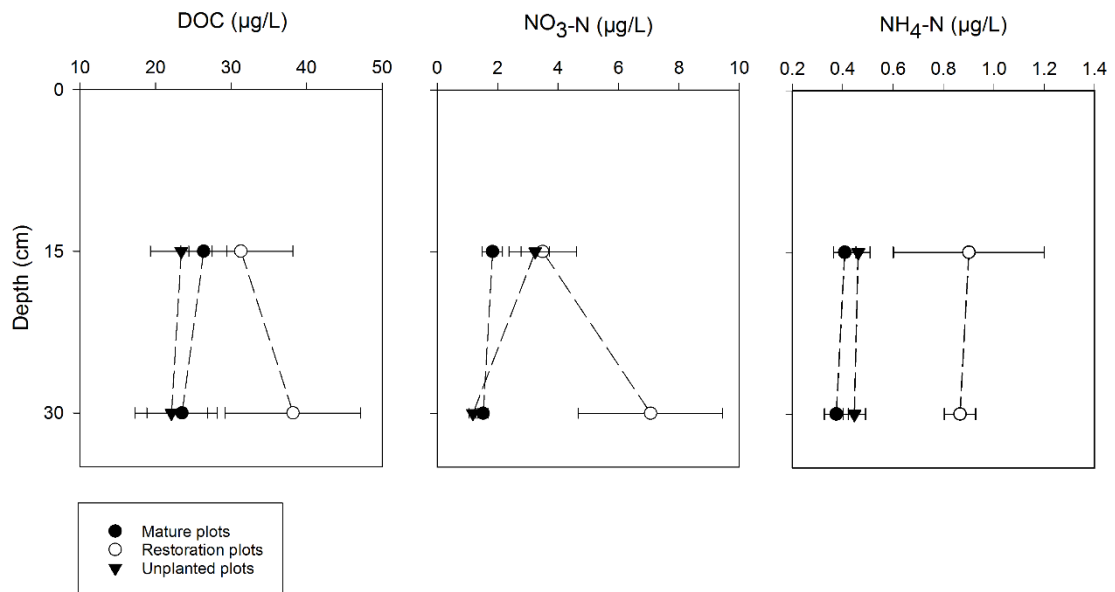 DOC (µg/L) NO3-N (µg/L) NH4-N (µg/L)
10 20 30 40 50 0 2 4 6 8 10 0.2 0.4 0.6 0.8 1.0 1.2 1.4
0
15
30
Depth (cm)
Mature plots
Restoration plots
Unplanted plots